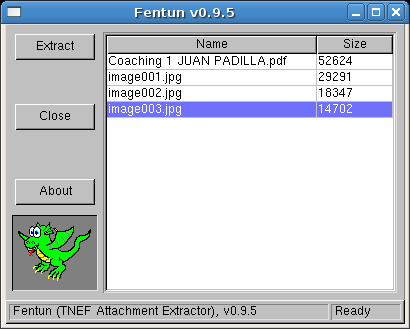 Fentun v0.9.5
Extract
Close
About
Name Size
Coaching 1 JUAN PADILLA.pdf 52624
image001.jpg 29291
image002.jpg 18347
image003.jpg 14702
Fentun (TNEF Attachment Extractor), v0.9.5 Ready